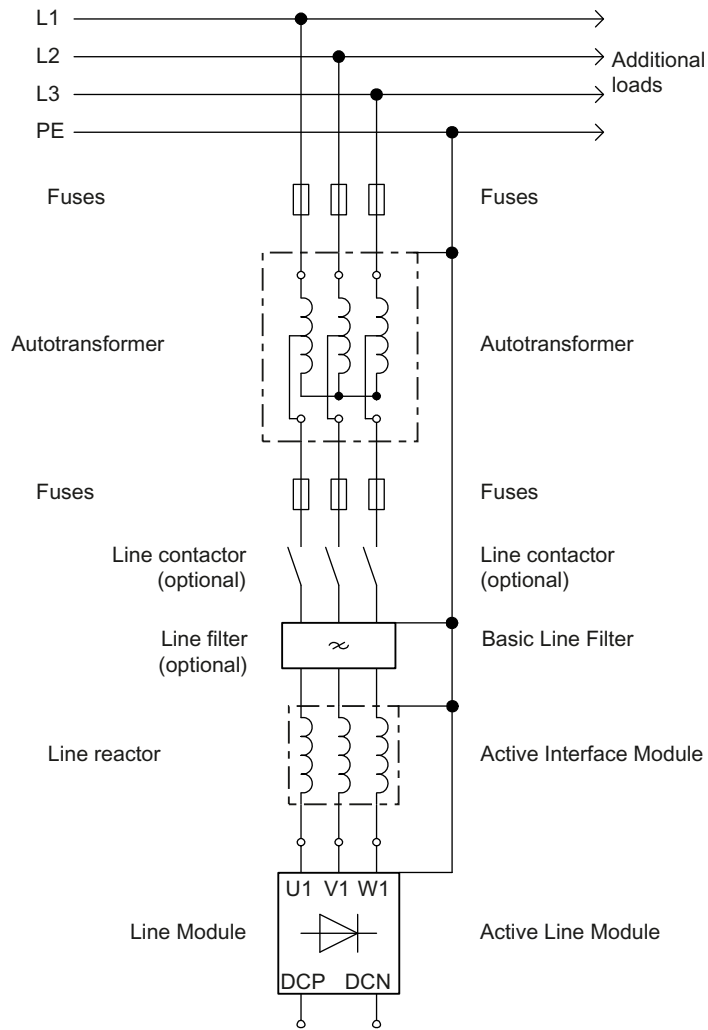 L1
L2
L3
PE
Additional
loads
Fuses
Fuses
Autotransformer
Autotransformer
Fuses
Fuses
Line contactor
(optional)
Line contactor
(optional)
Line filter
(optional)
Basic Line Filter
Line reactor
Active Interface Module
U1 V1 W1
Line Module
Active Line Module
DCP DCN